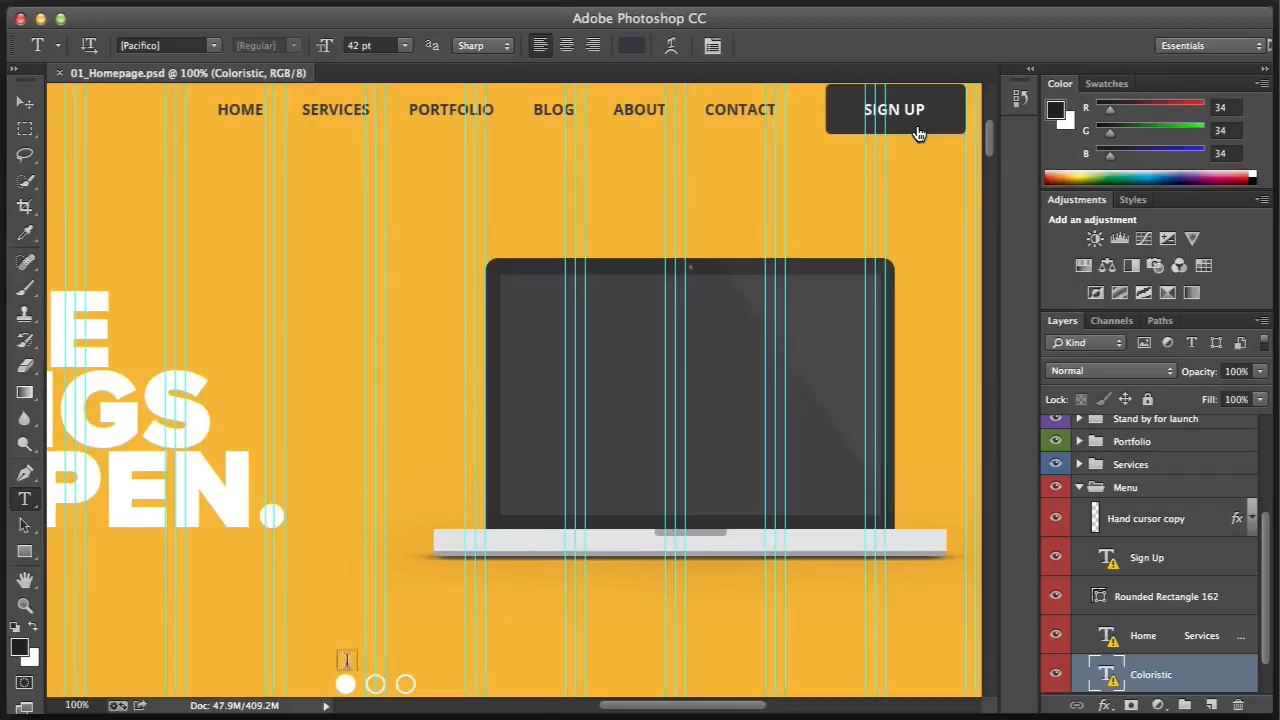 Adobe Photoshop CC
T [Pacifico] [Regular] 42 pt Sharp Essentials
× 01_Homepage.psd @ 100% (Coloristic, RGB/8)
HOME SERVICES PORTFOLIO BLOG ABOUT CONTACT SIGN UP
E
NGS
PEN.
100% Doc: 47.9M/409.2M
Color Swatches
R 34
G 34
B 34
Adjustments Styles
Add an adjustment
Layers Channels Paths
Kind
Normal Opacity: 100%
Lock: Fill: 100%
Stand by for launch
Portfolio
Services
Menu
Hand cursor copy fx
Sign Up
Rounded Rectangle 162
Home Services ...
Coloristic
fx